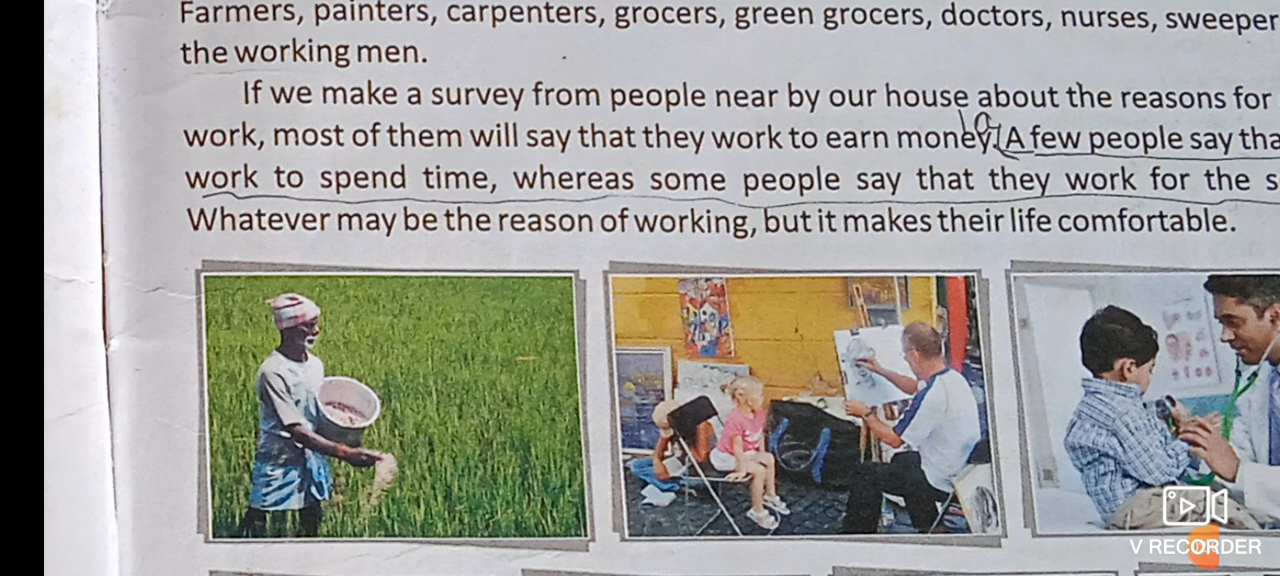 Farmers, painters, carpenters, grocers, green grocers, doctors, nurses, sweeper
the working men.
If we make a survey from people near by our house about the reasons for
work, most of them will say that they work to earn money. A few people say tha
work to spend time, whereas some people say that they work for the s
Whatever may be the reason of working, but it makes their life comfortable.
V RECORDER